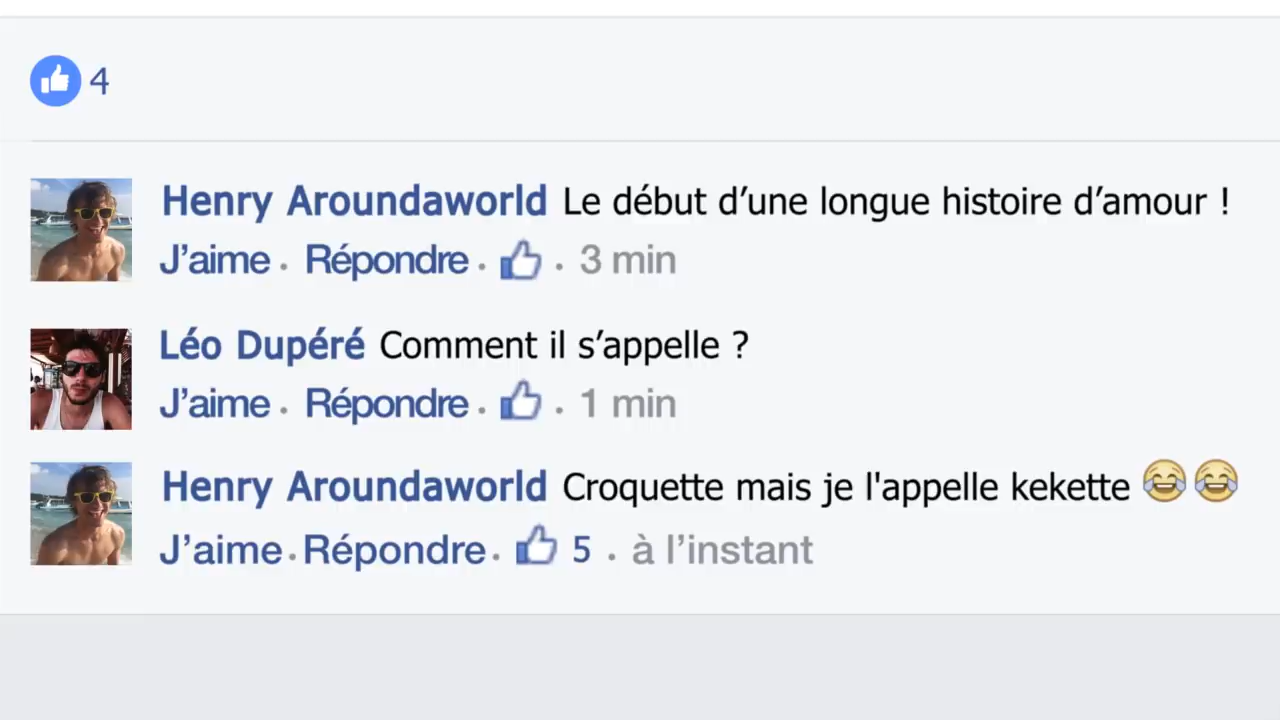 4
Henry Aroundaworld Le début d’une longue histoire d’amour !
J’aime . Répondre . . 3 min
Léo Dupéré Comment il s’appelle ?
J’aime . Répondre . . 1 min
Henry Aroundaworld Croquette mais je l'appelle kekette 😂😂
J’aime . Répondre . 5 . à l’instant